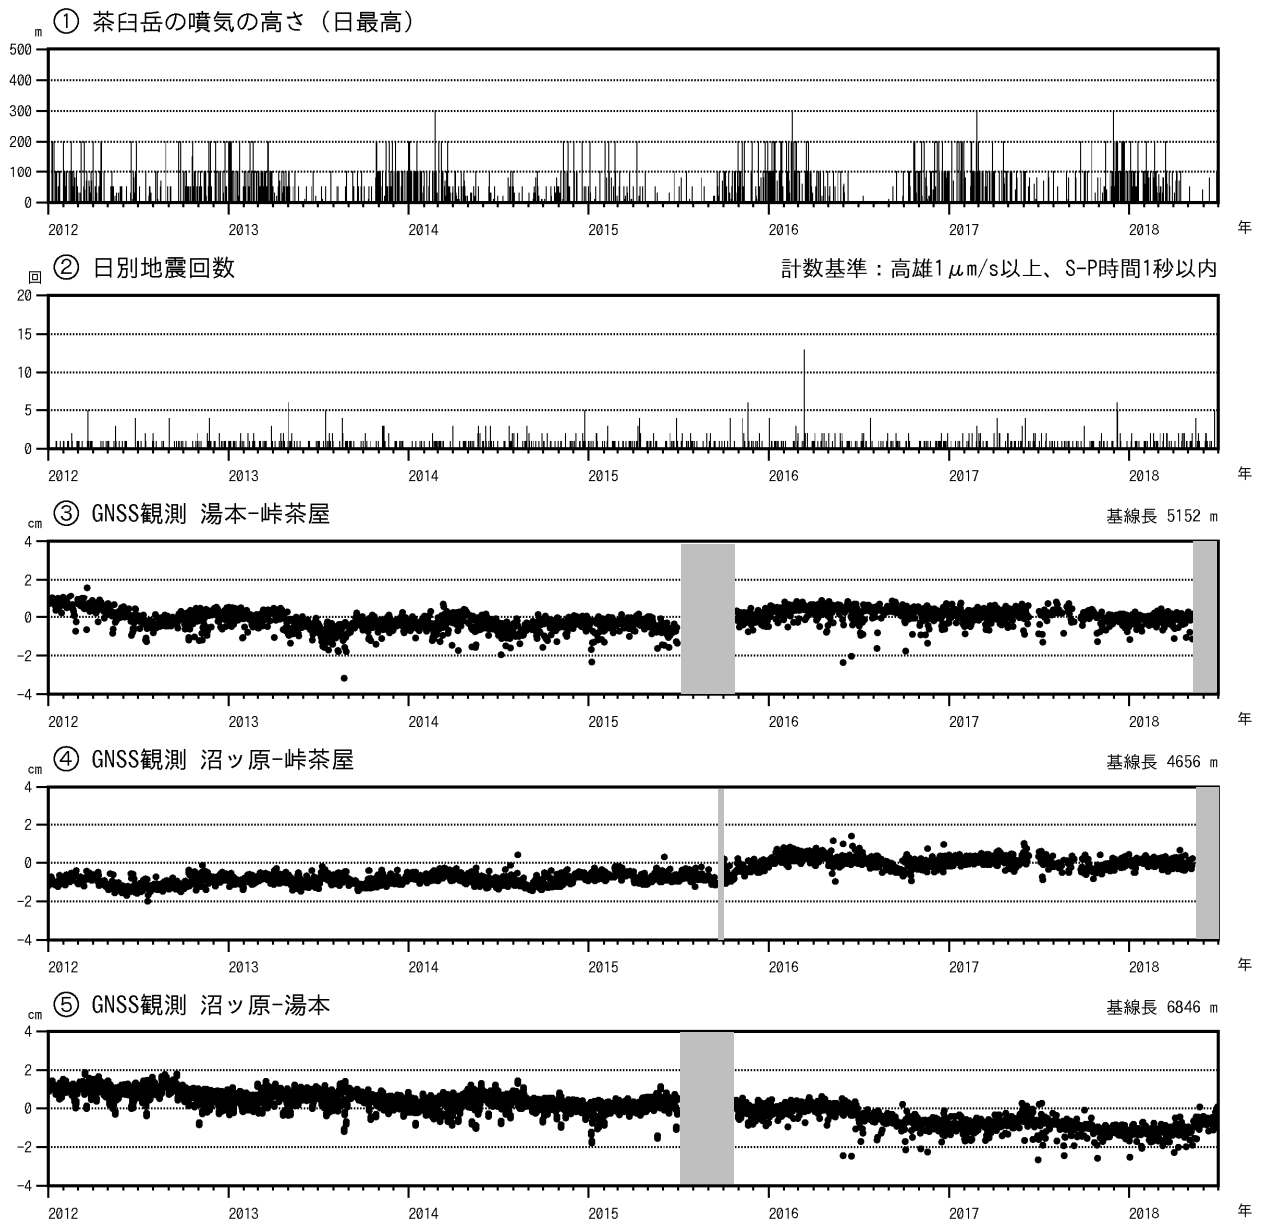 ① 茶臼岳の噴気の高さ（日最高）
m
500
400
300
200
100
0
2012 2013 2014 2015 2016 2017 2018 年
② 日別地震回数 計数基準：高雄1μm/s以上、S-P時間1秒以内
回
20
15
10
5
0
2012 2013 2014 2015 2016 2017 2018 年
③ GNSS観測 湯本-峠茶屋 基線長 5152 m
cm
4
2
0
-2
-4
2012 2013 2014 2015 2016 2017 2018 年
④ GNSS観測 沼ッ原-峠茶屋 基線長 4656 m
cm
4
2
0
-2
-4
2012 2013 2014 2015 2016 2017 2018 年
⑤ GNSS観測 沼ッ原-湯本 基線長 6846 m
cm
4
2
0
-2
-4
2012 2013 2014 2015 2016 2017 2018 年